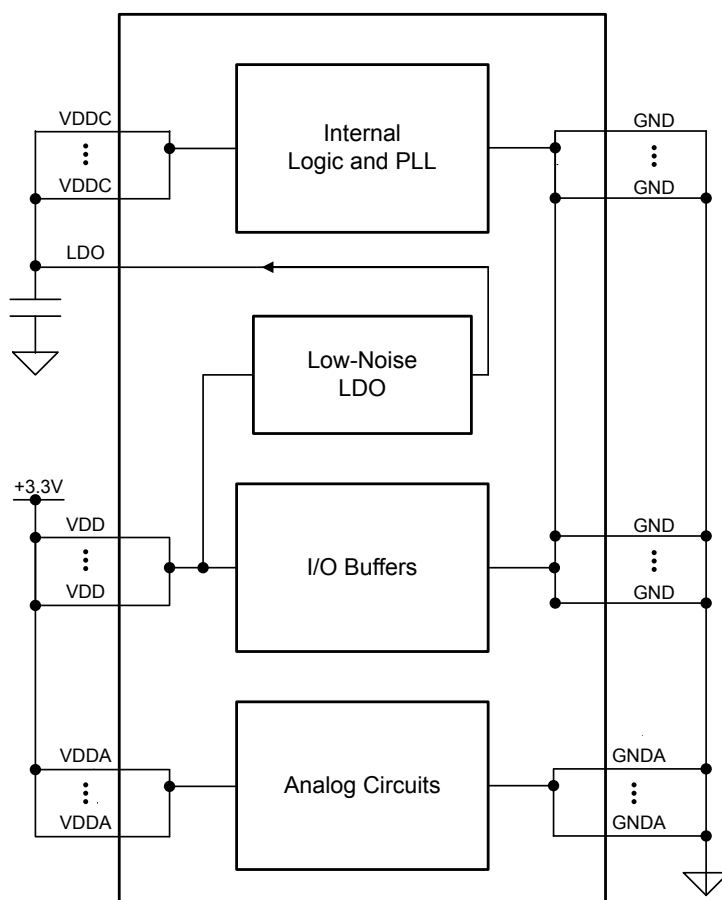 VDDC
VDDC
Internal
Logic and PLL
GND
GND
LDO
Low-Noise
LDO
+3.3V
VDD
VDD
I/O Buffers
GND
GND
VDDA
VDDA
Analog Circuits
GNDA
GNDA